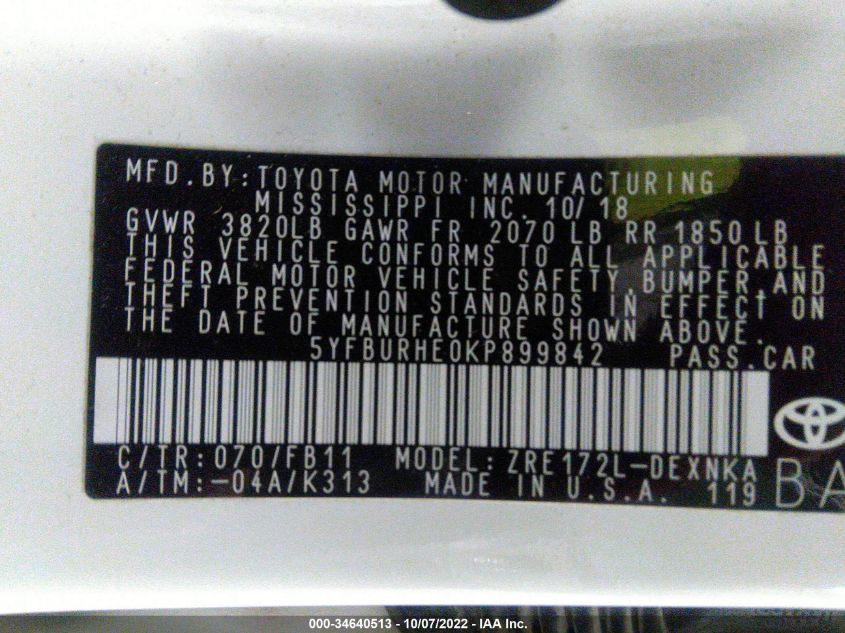 MFD.BY:TOYOTA MOTOR MANUFACTURING
MISSISSIPPI INC. 10/18
GVWR 3820LB GAWR FR 2070 LB RR 1850 LB
THIS VEHICLE CONFORMS TO ALL APPLICABLE
FEDERAL MOTOR VEHICLE SAFETY,BUMPER,AND
THEFT PREVENTION STANDARDS IN EFFECT ON
THE DATE OF MANUFACTURE SHOWN ABOVE.
5YFBURHE0KP899842 PASS.CAR
C/TR:070/FB11 MODEL:ZRE172L-DEXNKA
A/TM:-04A/K313 MADE IN U.S.A. 119
BA
000-34640513 - 10/07/2022 - IAA Inc.